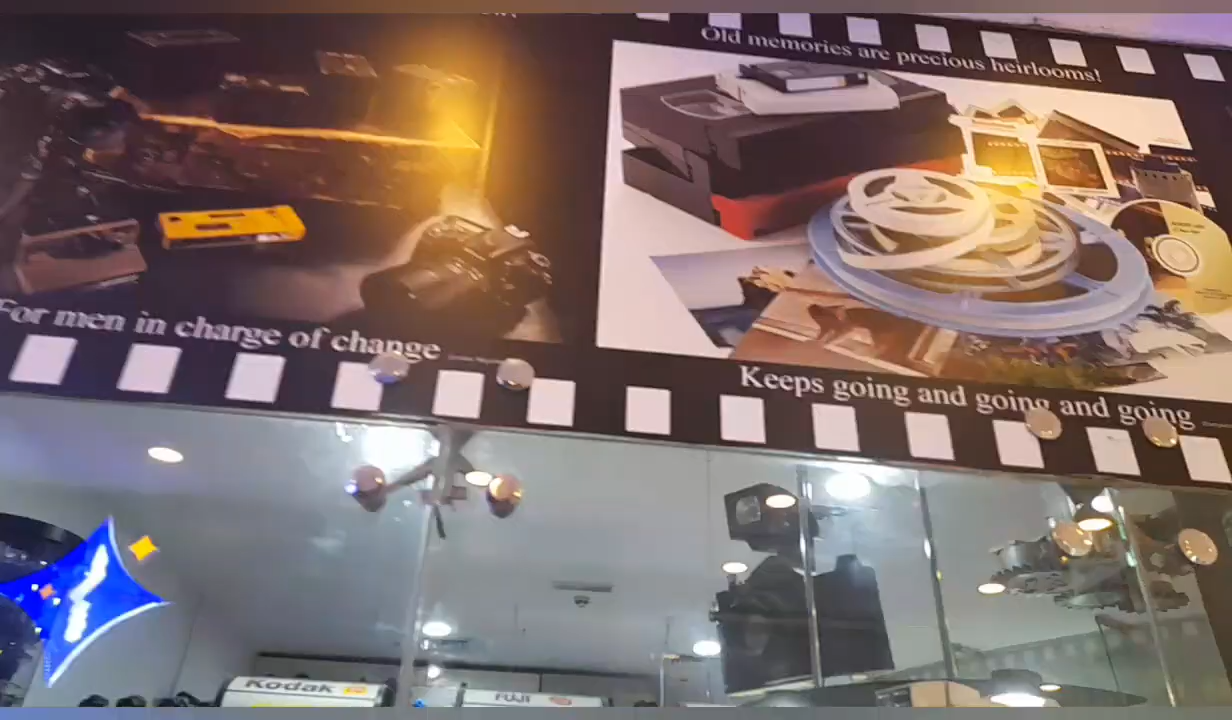 Old memories are precious heirlooms!
For men in charge of change
Keeps going and going and going
Kodak
FUJI